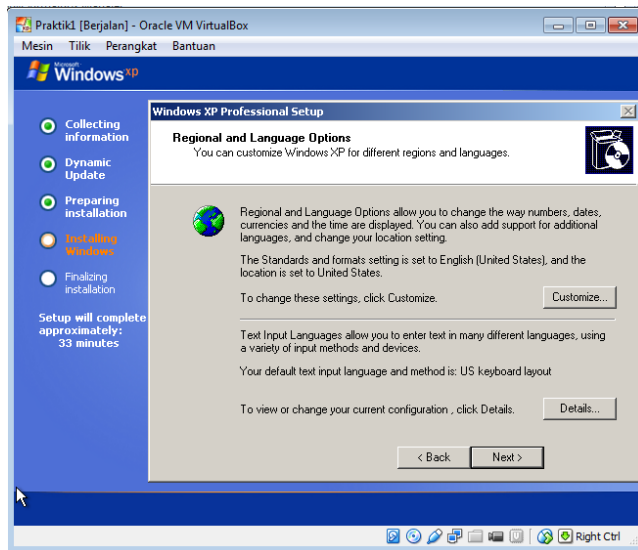 Praktik1 [Berjalan] - Oracle VM VirtualBox
Mesin Tilik Perangkat Bantuan
Microsoft
Windows xp
Collecting
information
Dynamic
Update
Preparing
installation
Installing
Windows
Finalizing
installation
Setup will complete
approximately:
33 minutes
Windows XP Professional Setup
Regional and Language Options
You can customize Windows XP for different regions and languages.
Regional and Language Options allow you to change the way numbers, dates,
currencies and the time are displayed. You can also add support for additional
languages, and change your location setting.
The Standards and formats setting is set to English (United States), and the
location is set to United States.
To change these settings, click Customize.
Customize...
Text Input Languages allow you to enter text in many different languages, using
a variety of input methods and devices.
Your default text input language and method is: US keyboard layout
To view or change your current configuration , click Details.
Details...
< Back
Next >
Right Ctrl